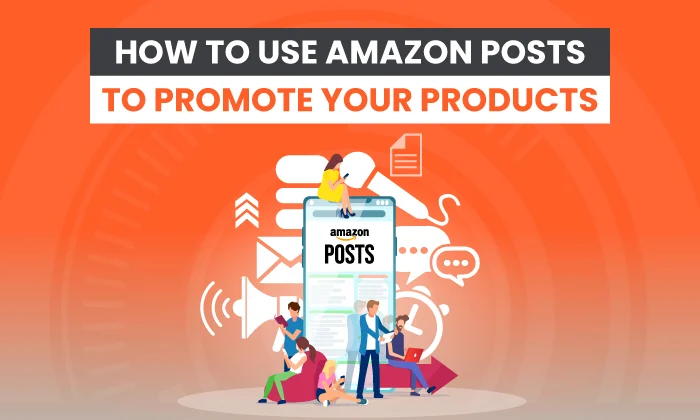 HOW TO USE AMAZON POSTS
TO PROMOTE YOUR PRODUCTS
amazon
POSTS